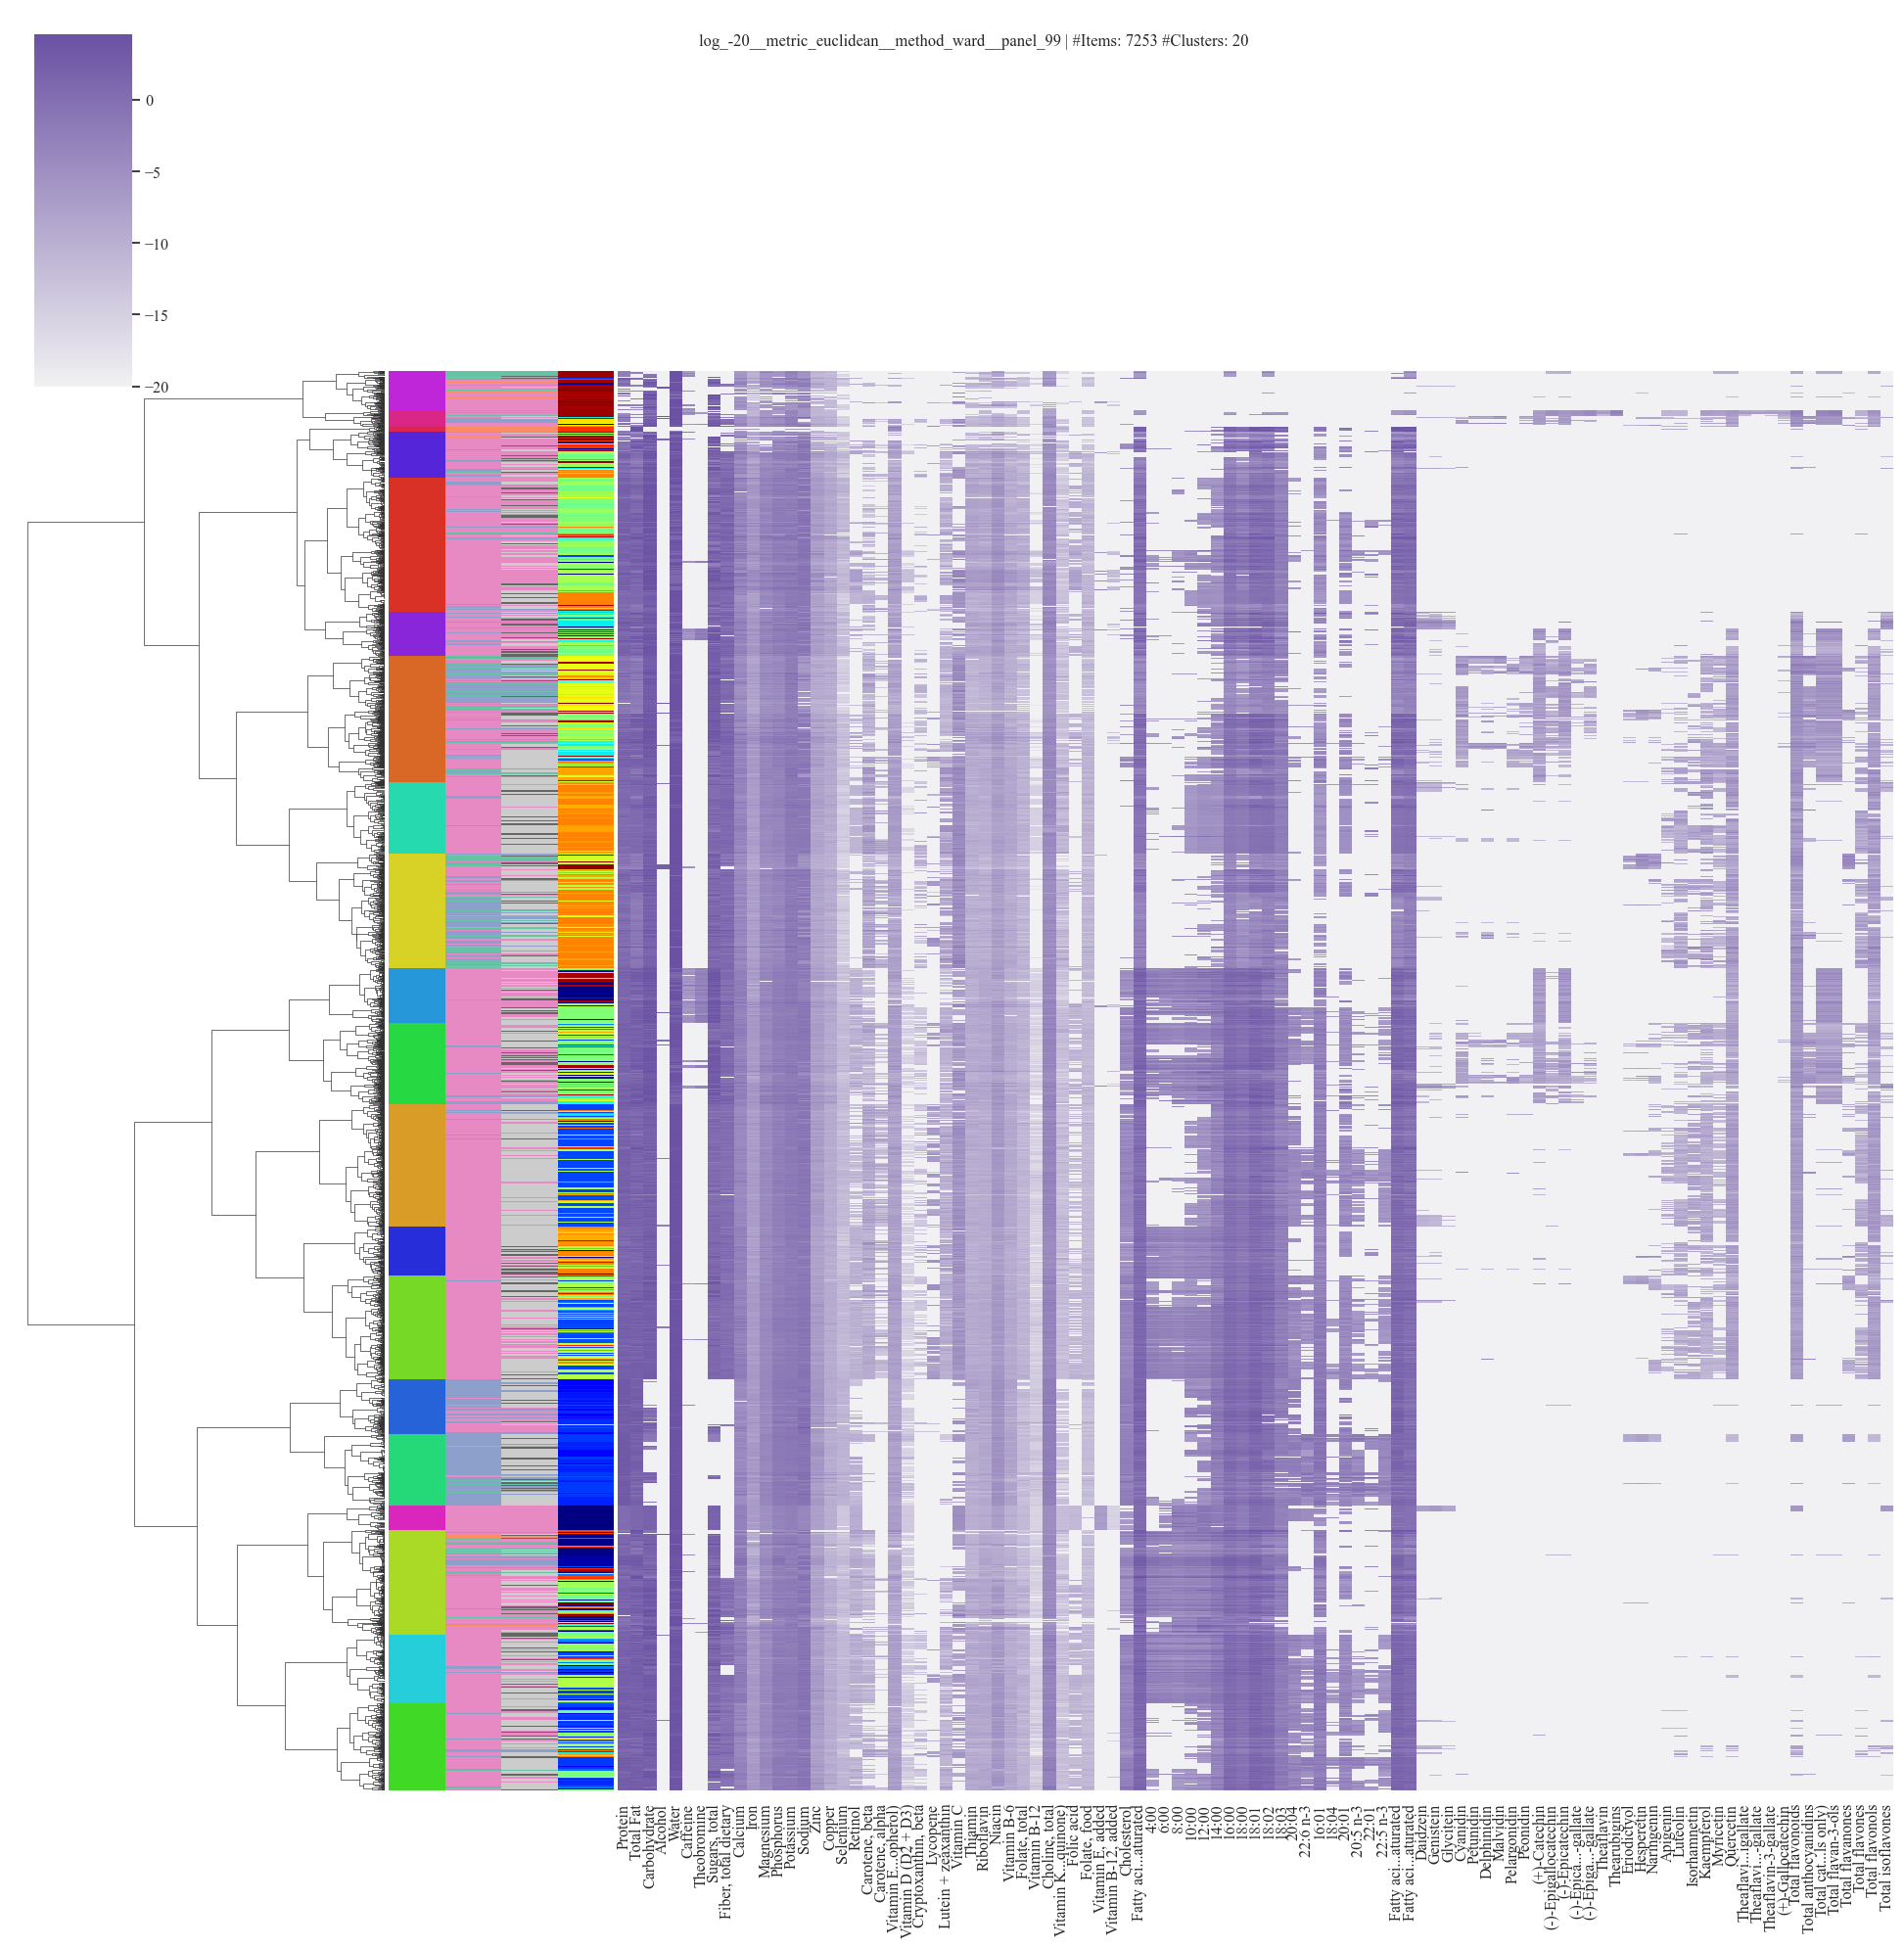 log_-20__metric_euclidean__method_ward__panel_99 | #Items: 7253 #Clusters: 20
0
−5
−10
−15
−20
Protein
Total Fat
Carbohydrate
Alcohol
Water
Caffeine
Theobromine
Sugars, total
Fiber, total dietary
Calcium
Iron
Magnesium
Phosphorus
Potassium
Sodium
Zinc
Copper
Selenium
Retinol
Carotene, beta
Carotene, alpha
Vitamin E...opherol)
Vitamin D (D2 + D3)
Cryptoxanthin, beta
Lycopene
Lutein + zeaxanthin
Vitamin C
Thiamin
Riboflavin
Niacin
Vitamin B-6
Folate, total
Vitamin B-12
Choline, total
Vitamin K...quinone)
Folic acid
Folate, food
Vitamin E, added
Vitamin B-12, added
Cholesterol
Fatty aci...aturated
4:00
6:00
8:00
10:00
12:00
14:00
16:00
18:00
18:01
18:02
18:03
20:04
22:6 n-3
16:01
18:04
20:01
20:5 n-3
22:01
22:5 n-3
Fatty aci...aturated
Fatty aci...aturated
Daidzein
Genistein
Glycitein
Cyanidin
Petunidin
Delphinidin
Malvidin
Pelargonidin
Peonidin
(+)-Catechin
(-)-Epigallocatechin
(-)-Epicatechin
(-)-Epica...-gallate
(-)-Epiga...-gallate
Theaflavin
Thearubigins
Eriodictyol
Hesperetin
Naringenin
Apigenin
Luteolin
Isorhamnetin
Kaempferol
Myricetin
Quercetin
Theaflavi...igallate
Theaflavi...-gallate
Theaflavin-3-gallate
(+)-Gallocatechin
Total flavonoids
Total anthocyanidins
Total cat...ls only)
Total flavan-3-ols
Total flavanones
Total flavones
Total flavonols
Total isoflavones